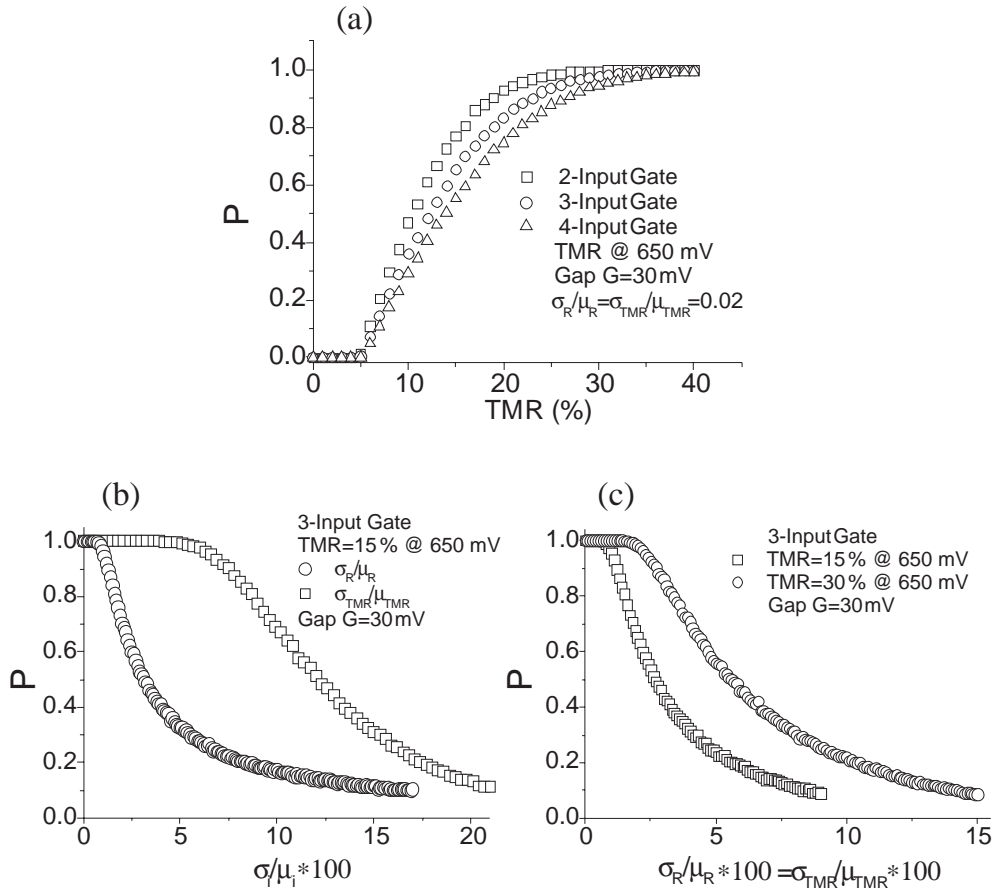 (a)
1.0
0.8
0.6
0.4
0.2
0.0
P
2-Input Gate
3-Input Gate
4-Input Gate
TMR @ 650 mV
Gap G=30mV
σR/μR=σTMR/μTMR=0.02
0 10 20 30 40
TMR (%)
(b)
1.0
0.8
0.6
0.4
0.2
0.0
P
3-Input Gate
TMR=15% @ 650 mV
σR/μR
σTMR/μTMR
Gap G=30mV
0 5 10 15 20
σi/μi*100
(c)
1.0
0.8
0.6
0.4
0.2
0.0
P
3-Input Gate
TMR=15% @ 650 mV
TMR=30% @ 650 mV
Gap G=30mV
0 5 10 15
σR/μR*100 =σTMR/μTMR*100